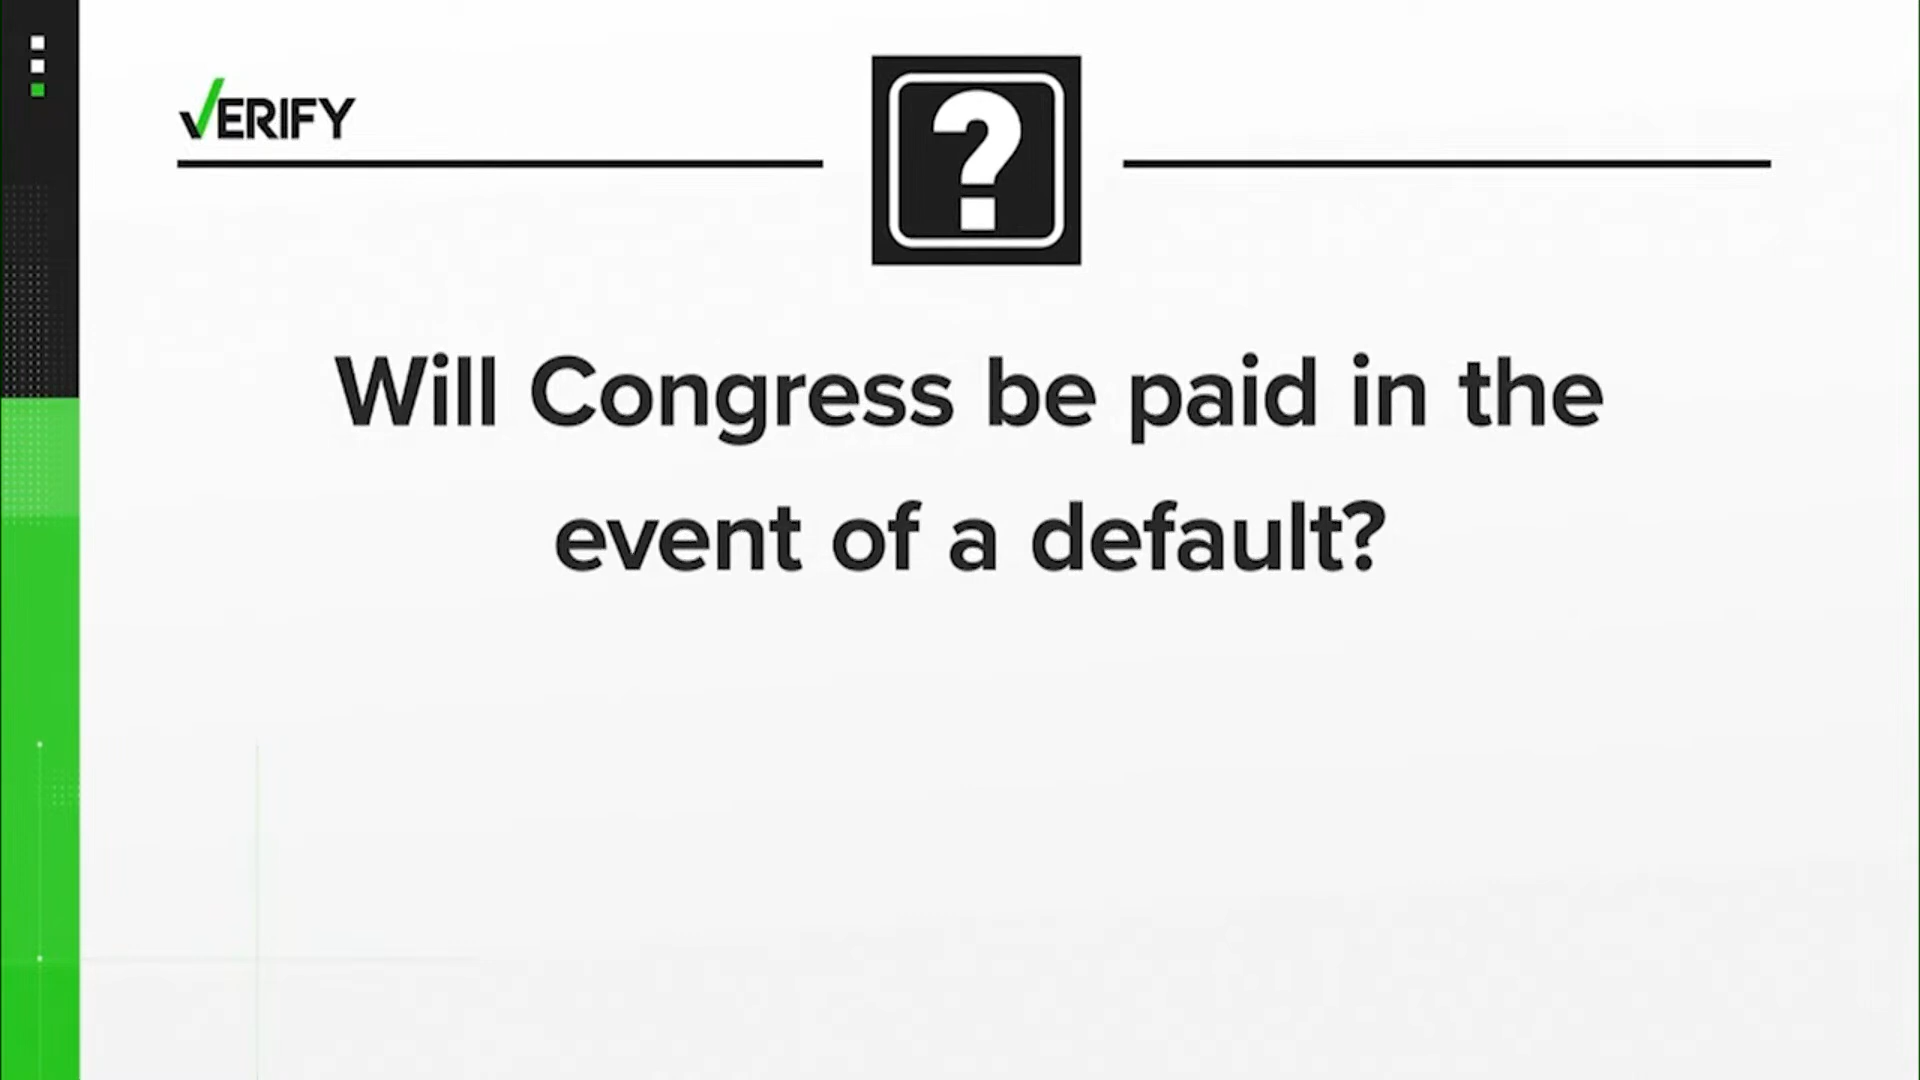 VERIFY
?
Will Congress be paid in the
event of a default?